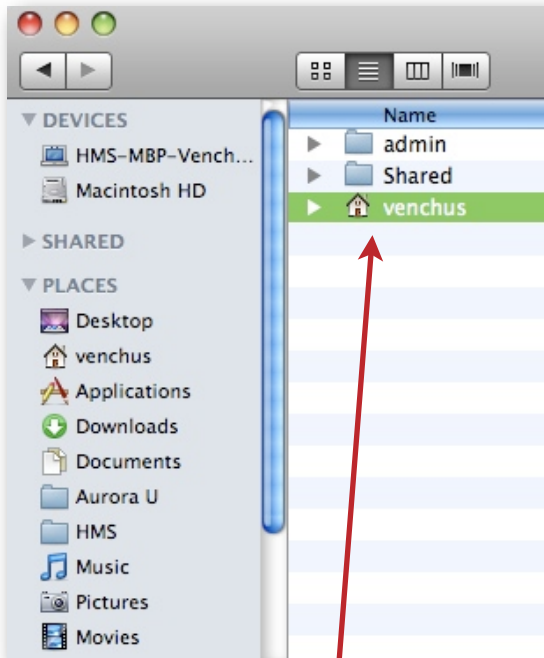 DEVICES
HMS-MBP-Vench...
Macintosh HD
SHARED
PLACES
Desktop
venchus
Applications
Downloads
Documents
Aurora U
HMS
Music
Pictures
Movies
Name
admin
Shared
venchus